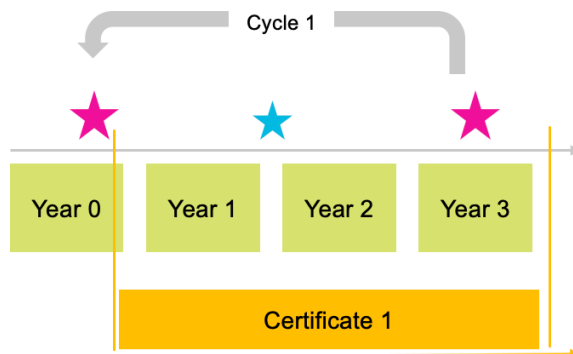 Cycle 1
Year 0
Year 1
Year 2
Year 3
Certificate 1